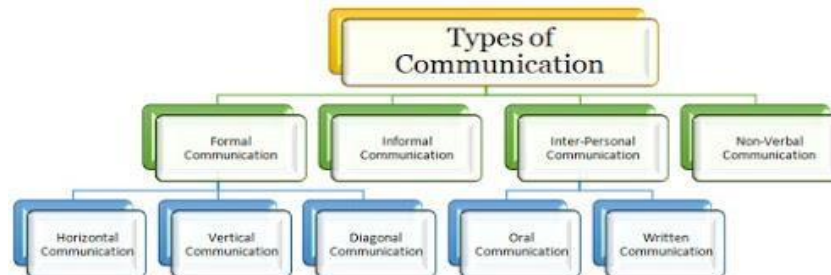 Types of
Communication
Formal
Communication
Informal
Communication
Inter-Personal
Communication
Non-Verbal
Communication
Horizontal
Communication
Vertical
Communication
Diagonal
Communication
Oral
Communication
Written
Communication